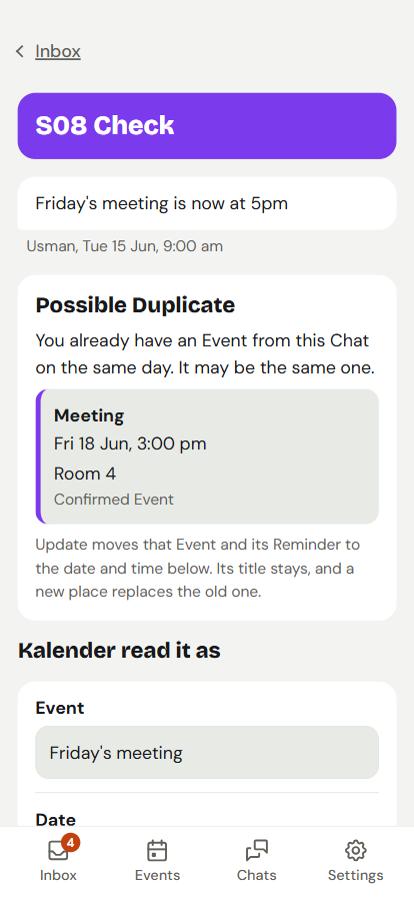 Inbox
S08 Check
Friday's meeting is now at 5pm
Usman, Tue 15 Jun, 9:00 am
Possible Duplicate
You already have an Event from this Chat
on the same day. It may be the same one.
Meeting
Fri 18 Jun, 3:00 pm
Room 4
Confirmed Event
Update moves that Event and its Reminder to
the date and time below. Its title stays, and a
new place replaces the old one.
Kalender read it as
Event
Friday's meeting
Date
4
Inbox
Events
Chats
Settings